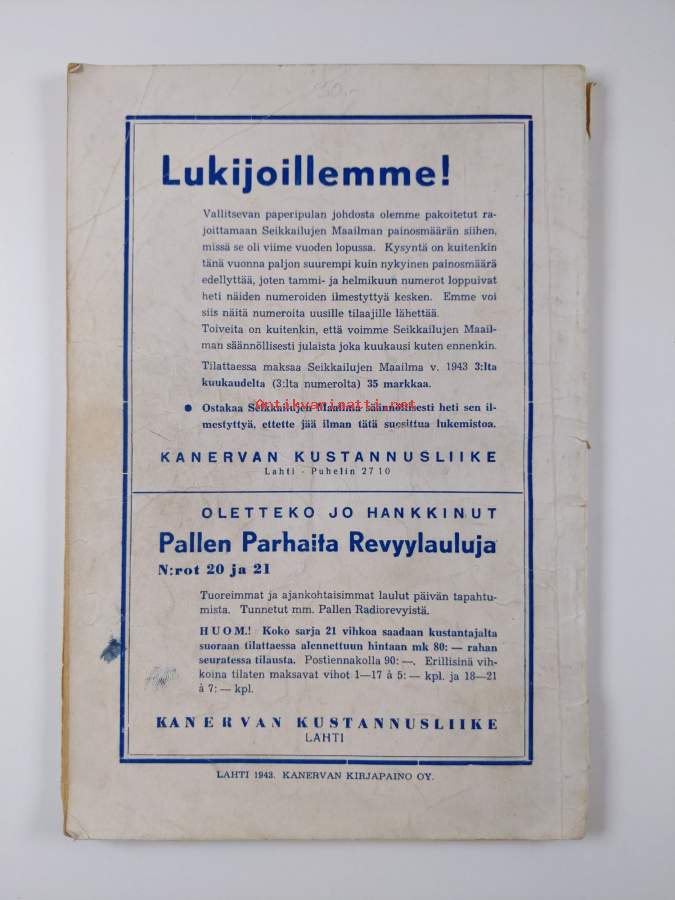 30.-
Lukijoillemme!
Vallitsevan paperipulan johdosta olemme pakoitetut ra-
joittamaan Seikkailujen Maailman painosmäärän siihen,
missä se oli viime vuoden lopussa. Kysyntä on kuitenkin
tänä vuonna paljon suurempi kuin nykyinen painosmäärä
edellyttää, joten tammi- ja helmikuun numerot loppuivat
heti näiden numeroiden ilmestyttyä kesken. Emme voi
siis näitä numeroita uusille tilaajille lähettää.
Toiveita on kuitenkin, että voimme Seikkailujen Maail-
man säännöllisesti julaista joka kuukausi kuten ennenkin.
Tilattaessa maksaa Seikkailujen Maailma v. 1943 3:lta
kuukaudelta (3:lta numerolta) 35 markkaa.
Antikvariaatti.net
● Ostakaa Seikkailujen Maailma säännöllisesti heti sen il-
mestyttyä, ettette jää ilman tätä suosittua lukemistoa.
KANERVAN KUSTANNUSLIIKE
Lahti - Puhelin 27 10
OLETTEKO JO HANKKINUT
Pallen Parhaita Revyylauluja
N:rot 20 ja 21
Tuoreimmat ja ajankohtaisimmat laulut päivän tapahtu-
mista. Tunnetut mm. Pallen Radiorevyistä.
HUOM.! Koko sarja 21 vihkoa saadaan kustantajalta
suoraan tilattaessa alennettuun hintaan mk 80: — rahan
seuratessa tilausta. Postiennakolla 90: —. Erillisinä vih-
koina tilaten maksavat vihot 1—17 à 5: — kpl. ja 18—21
à 7: — kpl.
KANERVAN KUSTANNUSLIIKE
LAHTI
LAHTI 1943. KANERVAN KIRJAPAINO OY.